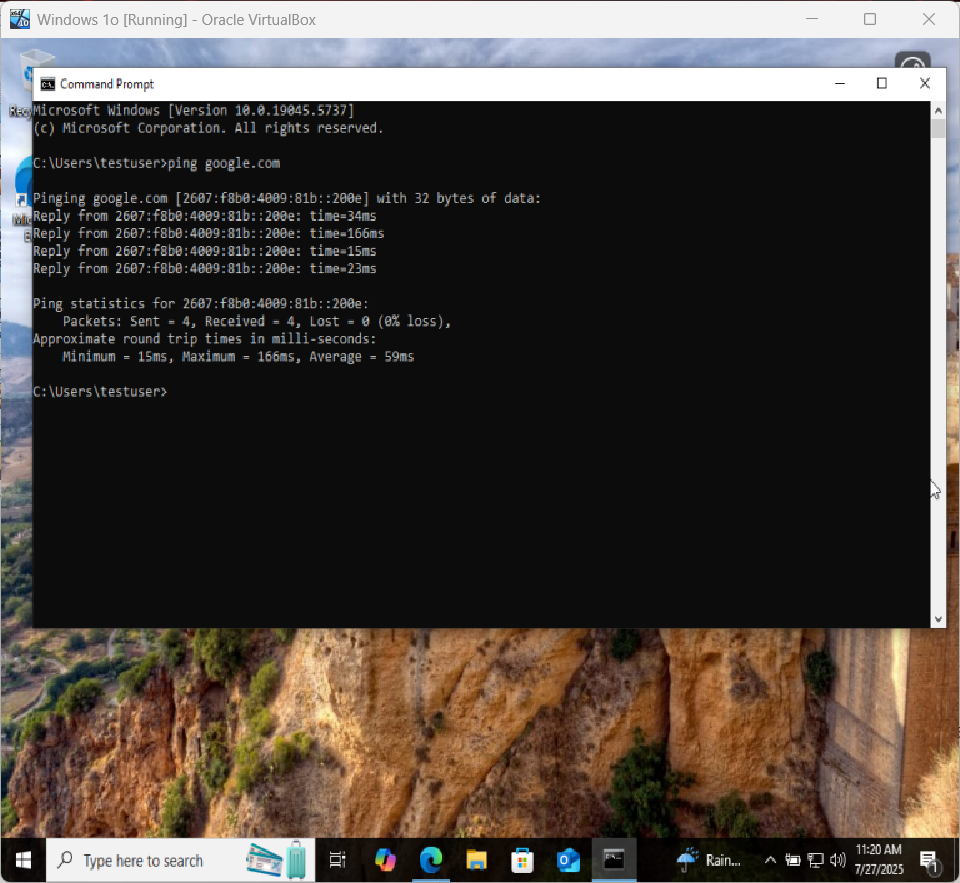 Windows 1o [Running] - Oracle VirtualBox
Command Prompt
Microsoft Windows [Version 10.0.19045.5737]
(c) Microsoft Corporation. All rights reserved.
C:\Users\testuser>ping google.com
Pinging google.com [2607:f8b0:4009:81b::200e] with 32 bytes of data:
Reply from 2607:f8b0:4009:81b::200e: time=34ms
Reply from 2607:f8b0:4009:81b::200e: time=166ms
Reply from 2607:f8b0:4009:81b::200e: time=15ms
Reply from 2607:f8b0:4009:81b::200e: time=23ms
Ping statistics for 2607:f8b0:4009:81b::200e:
Packets: Sent = 4, Received = 4, Lost = 0 (0% loss),
Approximate round trip times in milli-seconds:
Minimum = 15ms, Maximum = 166ms, Average = 59ms
C:\Users\testuser>
Type here to search
Rain...
11:20 AM
7/27/2025
1